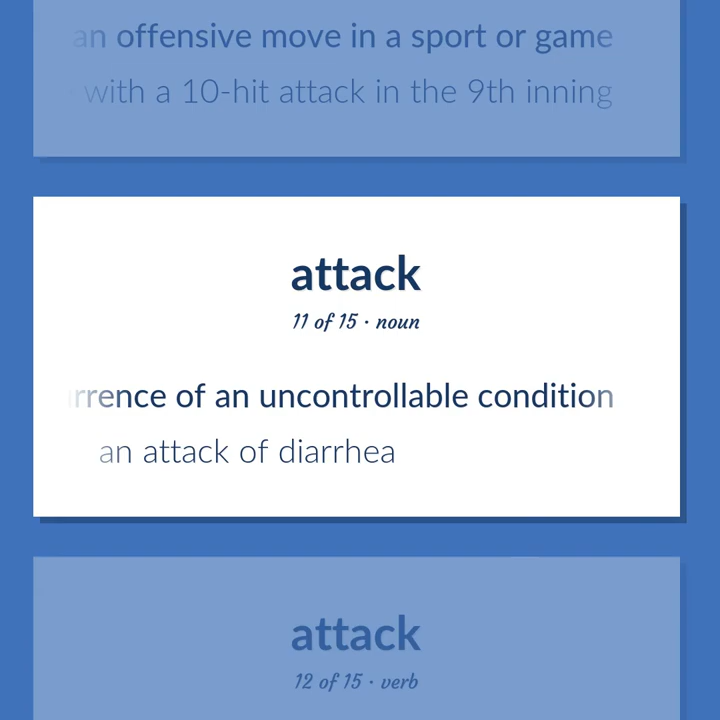 an offensive move in a sport or game
with a 10-hit attack in the 9th inning
attack
11 of 15 · noun
rrence of an uncontrollable condition
an attack of diarrhea
attack
12 of 15 · verb